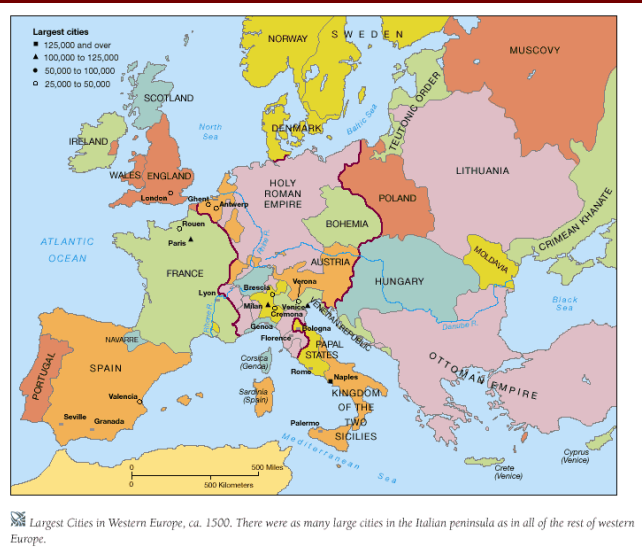 Largest cities
125,000 and over
100,000 to 125,000
50,000 to 100,000
25,000 to 50,000
NORWAY
SWEDEN
MUSCOVY
SCOTLAND
North
Sea
DENMARK
Baltic Sea
TEUTONIC ORDER
IRELAND
LITHUANIA
WALES
ENGLAND
HOLY
ROMAN
EMPIRE
POLAND
London
Ghent
Antwerp
CRIMEAN KHANATE
Rouen
BOHEMIA
Paris
Rhine R.
ATLANTIC
OCEAN
AUSTRIA
MOLDAVIA
FRANCE
Verona
HUNGARY
Brescia
Lyon
Milan
Venice
Cremona
VENETIAN REPUBLIC
Black
Sea
Rhône R.
Genoa
Bologna
Danube R.
NAVARRE
Florence
PAPAL
STATES
Corsica
(Genoa)
OTTOMAN EMPIRE
PORTUGAL
SPAIN
Rome
Naples
Sardinia
(Spain)
KINGDOM
OF THE
TWO
SICILIES
Valencia
Seville
Granada
Palermo
Mediterranean Sea
Cyprus
(Venice)
Crete
(Venice)
0
500 Miles
0
500 Kilometers
Largest Cities in Western Europe, ca. 1500. There were as many large cities in the Italian peninsula as in all of the rest of western
Europe.